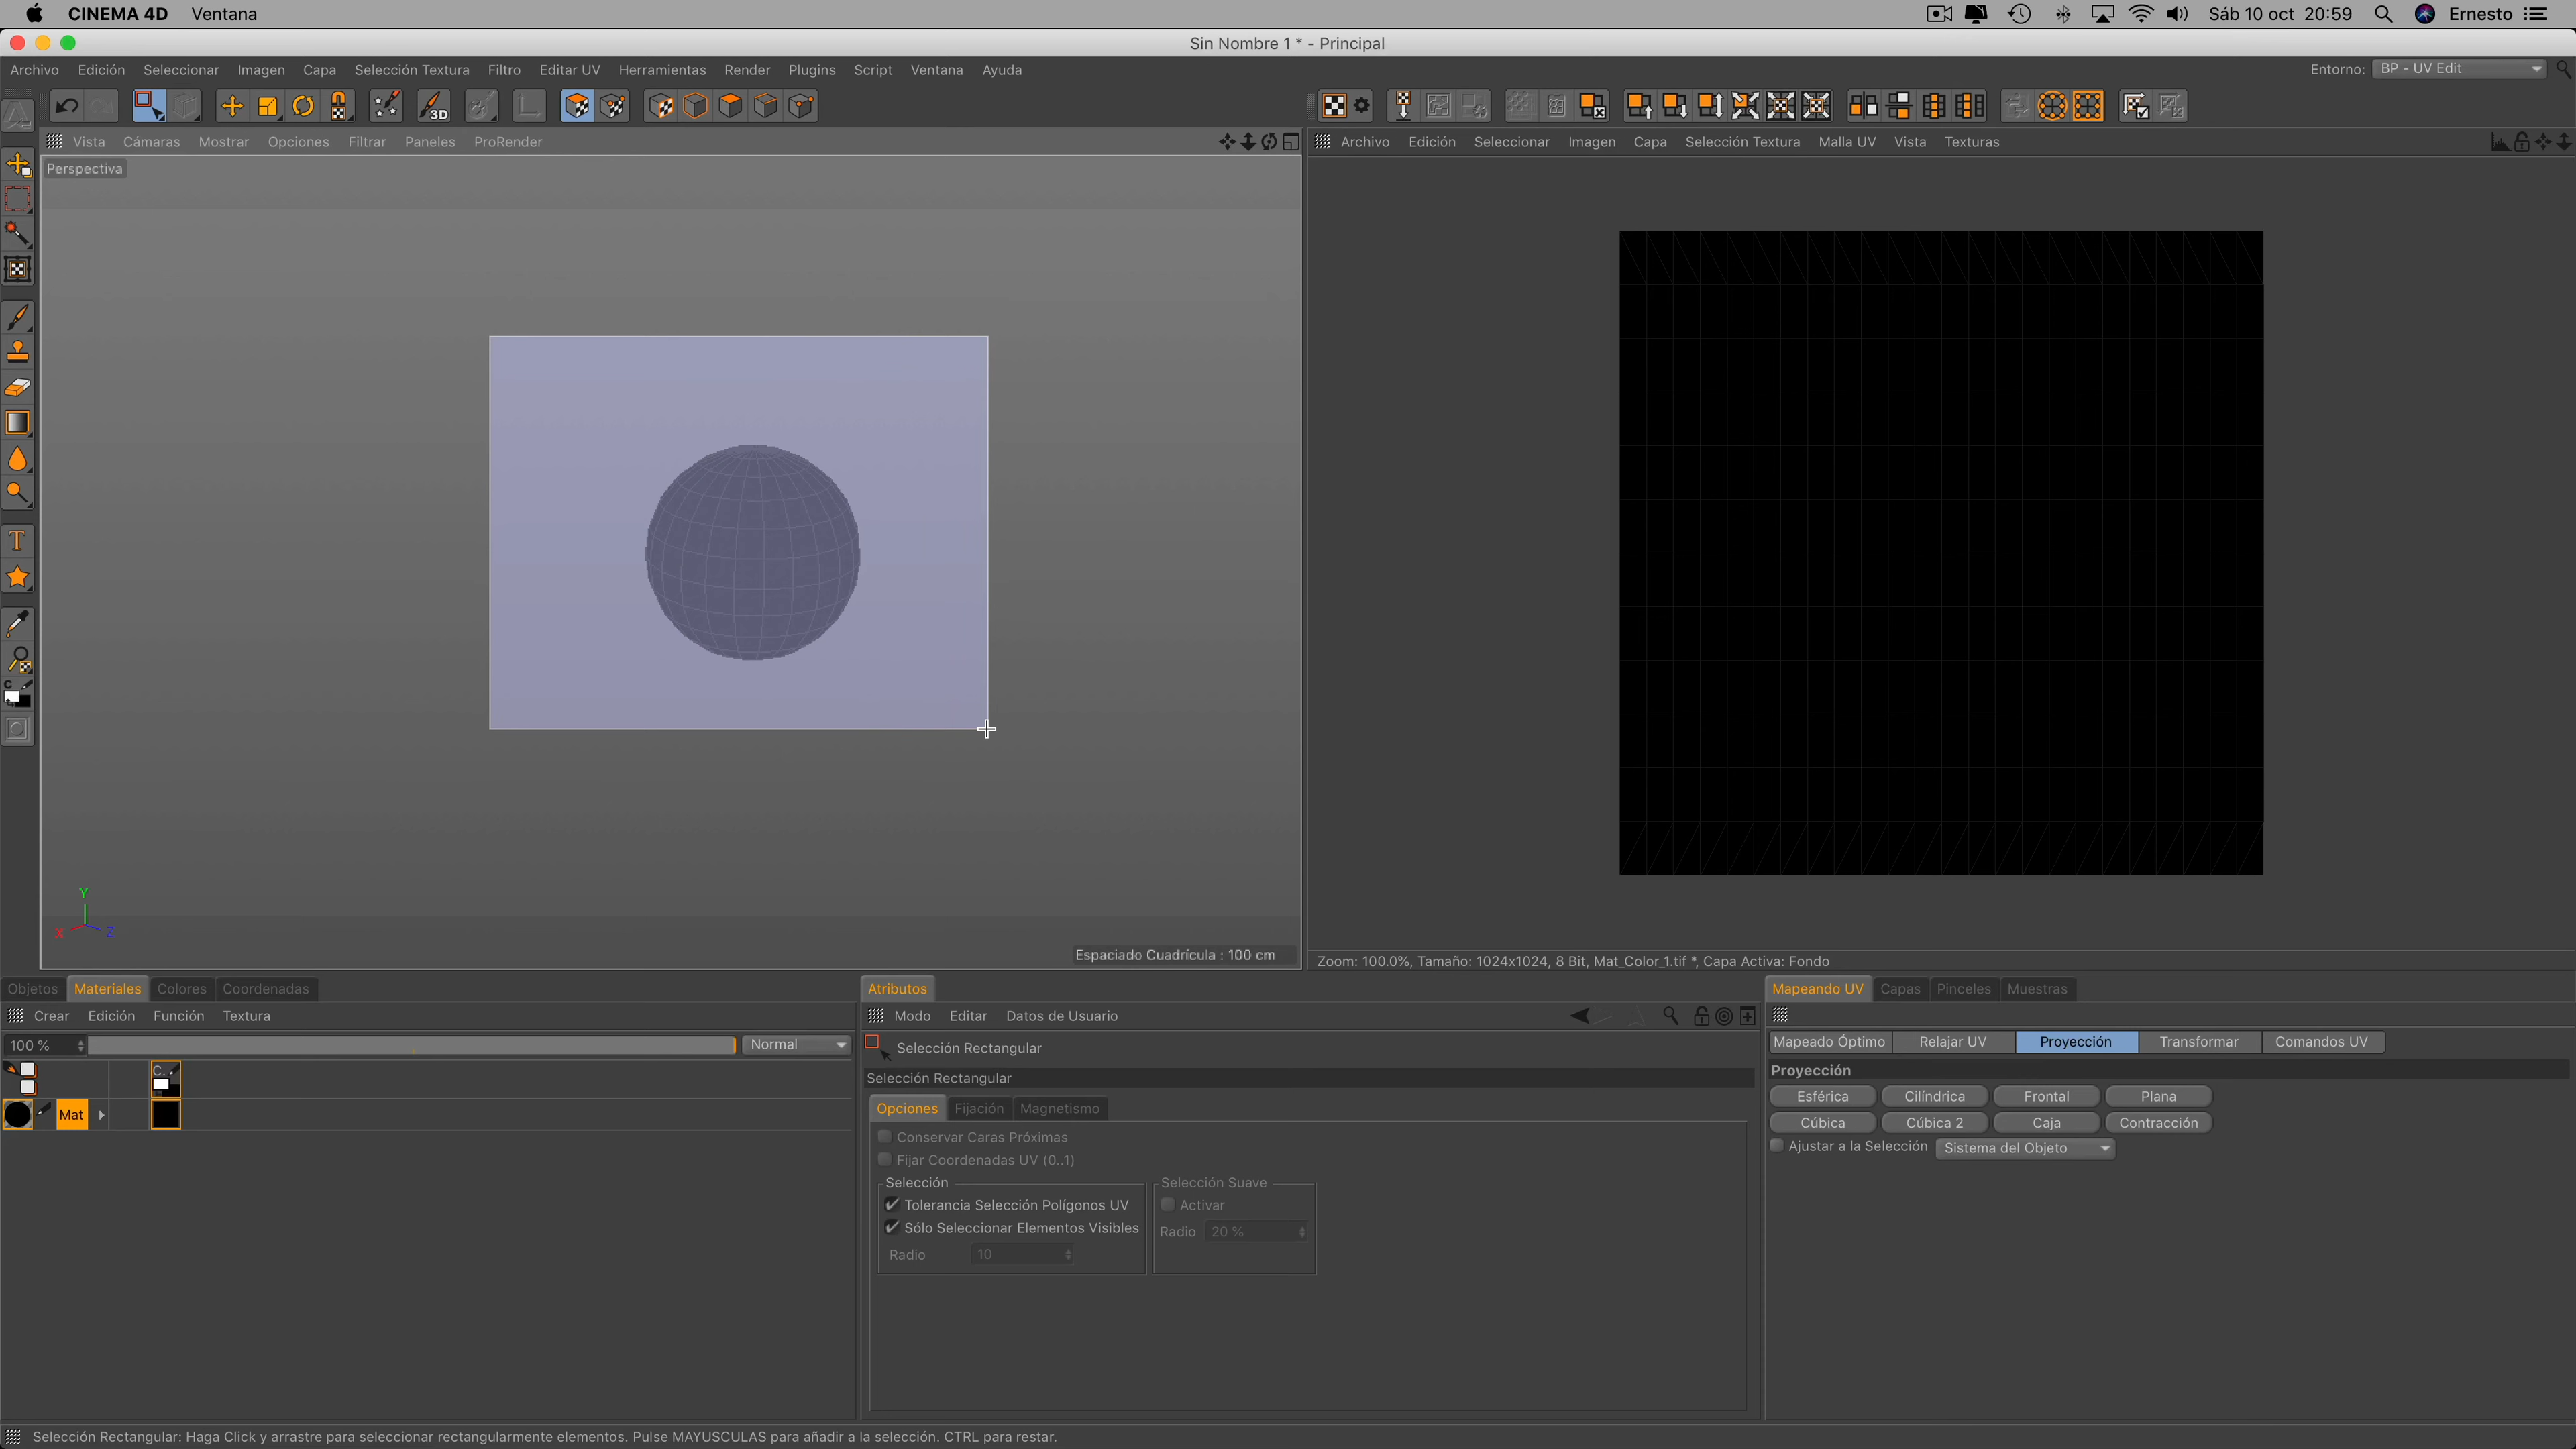 CINEMA 4D Ventana Sáb 10 oct 20:59 Ernesto
Sin Nombre 1 * - Principal
Archivo Edición Seleccionar Imagen Capa Selección Textura Filtro Editar UV Herramientas Render Plugins Script Ventana Ayuda Entorno: BP - UV Edit
3D
Vista Cámaras Mostrar Opciones Filtrar Paneles ProRender
Archivo Edición Seleccionar Imagen Capa Selección Textura Malla UV Vista Texturas
Perspectiva
T
C
Y
X Z
Espaciado Cuadrícula : 100 cm
Zoom: 100.0%, Tamaño: 1024x1024, 8 Bit, Mat_Color_1.tif *, Capa Activa: Fondo
Objetos Materiales Colores Coordenadas
Crear Edición Función Textura
100 % Normal
C.
Mat
Atributos
Modo Editar Datos de Usuario
Selección Rectangular
Selección Rectangular
Opciones Fijación Magnetismo
Conservar Caras Próximas
Fijar Coordenadas UV (0..1)
Selección
Tolerancia Selección Polígonos UV
Sólo Seleccionar Elementos Visibles
Radio 10
Selección Suave
Activar
Radio 20 %
Mapeando UV Capas Pinceles Muestras
Mapeado Óptimo Relajar UV Proyección Transformar Comandos UV
Proyección
Esférica Cilíndrica Frontal Plana
Cúbica Cúbica 2 Caja Contracción
Ajustar a la Selección Sistema del Objeto
Selección Rectangular: Haga Click y arrastre para seleccionar rectangularmente elementos. Pulse MAYUSCULAS para añadir a la selección. CTRL para restar.